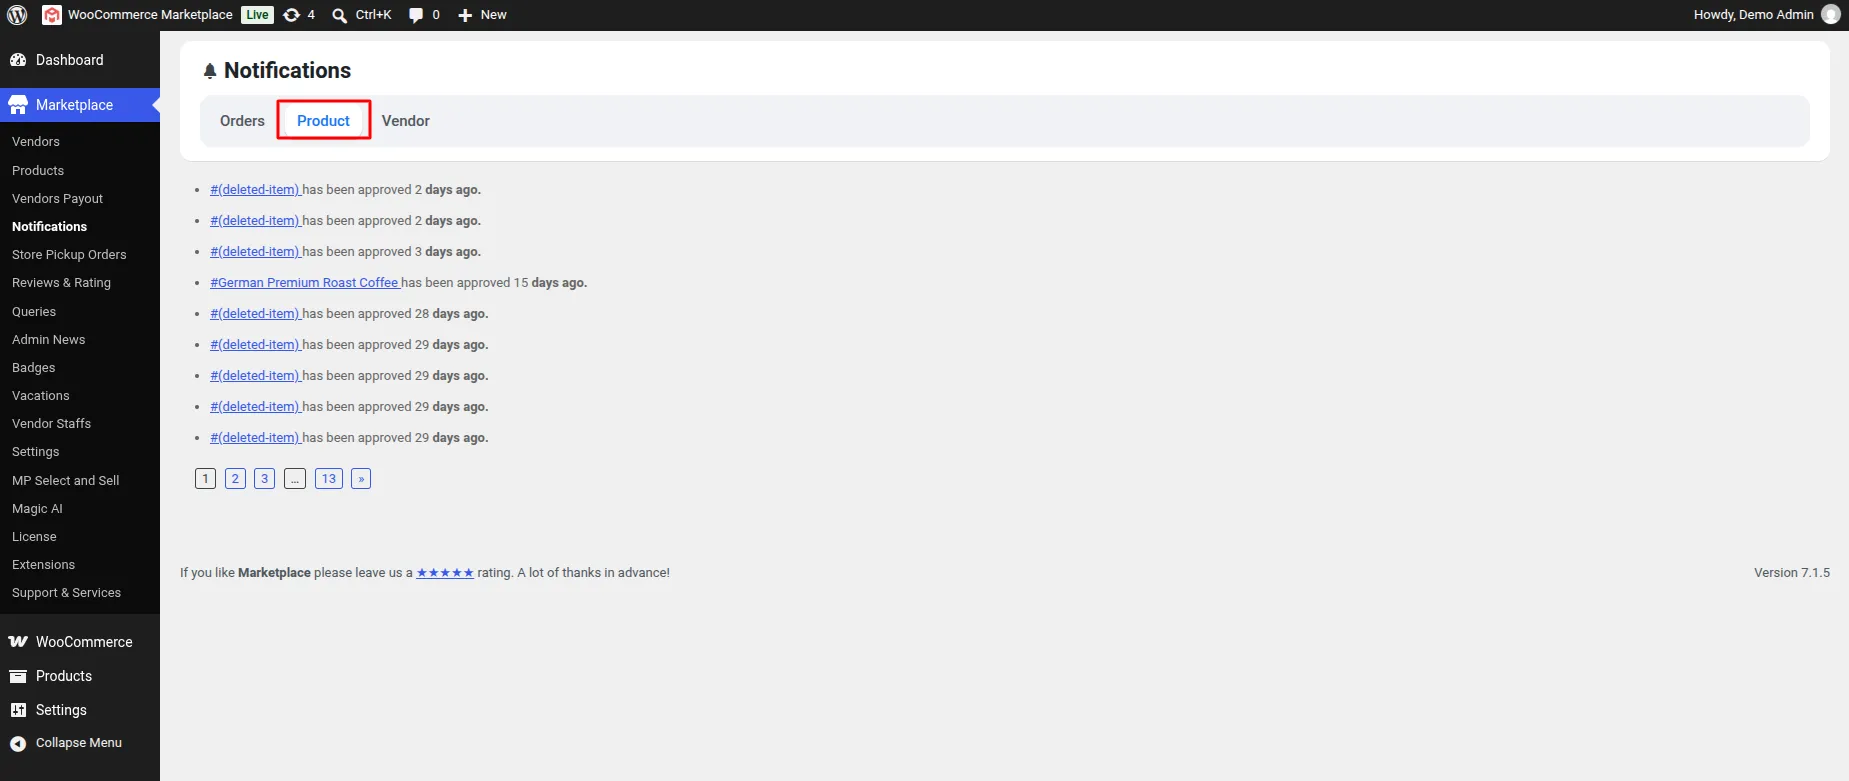 WooCommerce Marketplace Live 4 Ctrl+K 0 New Howdy, Demo Admin
Dashboard
Marketplace
Vendors
Products
Vendors Payout
Notifications
Store Pickup Orders
Reviews & Rating
Queries
Admin News
Badges
Vacations
Vendor Staffs
Settings
MP Select and Sell
Magic AI
License
Extensions
Support & Services
WooCommerce
Products
Settings
Collapse Menu
Notifications
Orders Product Vendor
#(deleted-item) has been approved 2 days ago.
#(deleted-item) has been approved 2 days ago.
#(deleted-item) has been approved 3 days ago.
#German Premium Roast Coffee has been approved 15 days ago.
#(deleted-item) has been approved 28 days ago.
#(deleted-item) has been approved 29 days ago.
#(deleted-item) has been approved 29 days ago.
#(deleted-item) has been approved 29 days ago.
#(deleted-item) has been approved 29 days ago.
1 2 3 … 13 »
If you like Marketplace please leave us a ★★★★★ rating. A lot of thanks in advance! Version 7.1.5